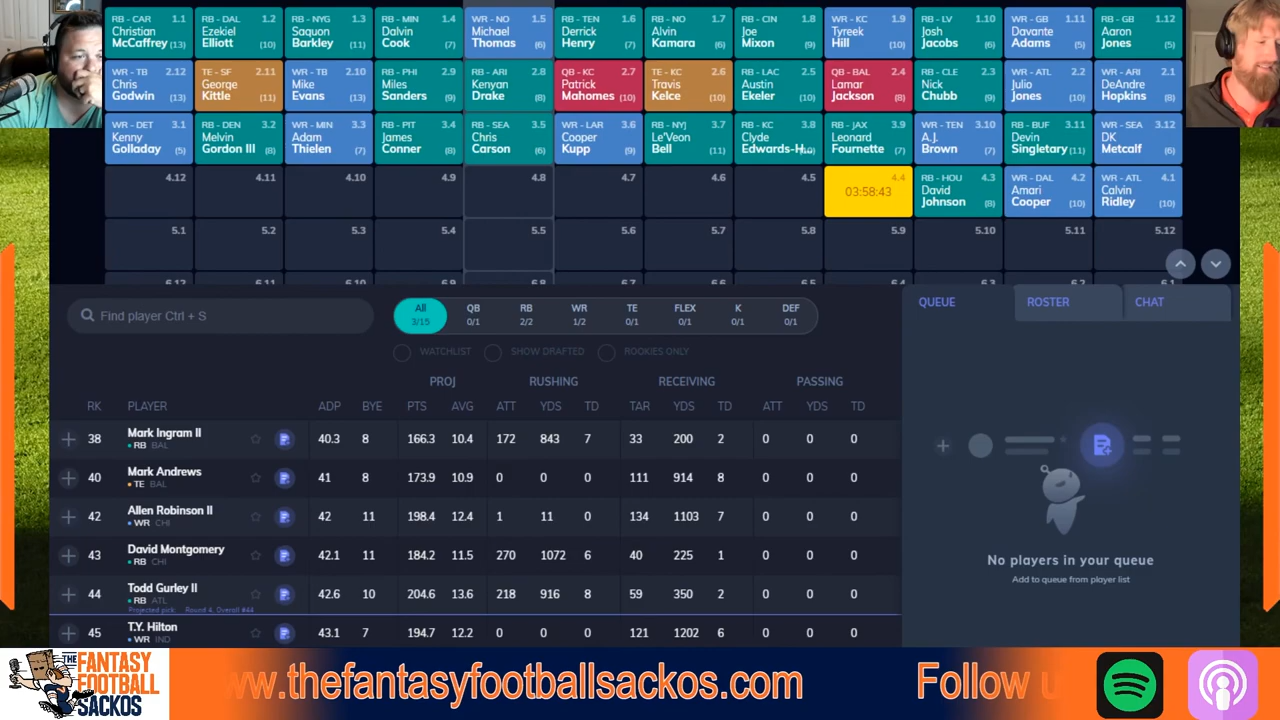 RB - CAR 1.1 RB - DAL 1.2 RB - NYG 1.3 RB - MIN 1.4 WR - NO 1.5 RB - TEN 1.6 RB - NO 1.7 RB - CIN 1.8 WR - KC 1.9 RB - LV 1.10 WR - GB 1.11 RB - GB 1.12
Christian Ezekiel Saquon Dalvin Michael Derrick Alvin Joe Tyreek Josh Davante Aaron
McCaffrey (13) Elliott (10) Barkley (11) Cook (7) Thomas (6) Henry (7) Kamara (6) Mixon (9) Hill (10) Jacobs (6) Adams (5) Jones (5)
WR - TB 2.12 TE - SF 2.11 WR - TB 2.10 RB - PHI 2.9 RB - ARI 2.8 QB - KC 2.7 TE - KC 2.6 RB - LAC 2.5 QB - BAL 2.4 RB - CLE 2.3 WR - ATL 2.2 WR - ARI 2.1
Chris George Mike Miles Kenyan Patrick Travis Austin Lamar Nick Julio DeAndre
Godwin (13) Kittle (11) Evans (13) Sanders (9) Drake (8) Mahomes (10) Kelce (10) Ekeler (10) Jackson (8) Chubb (9) Jones (10) Hopkins (8)
WR - DET 3.1 RB - DEN 3.2 WR - MIN 3.3 RB - PIT 3.4 RB - SEA 3.5 WR - LAR 3.6 RB - NYJ 3.7 RB - KC 3.8 RB - JAX 3.9 WR - TEN 3.10 RB - BUF 3.11 WR - SEA 3.12
Kenny Melvin Adam James Chris Cooper Le'Veon Clyde Leonard A.J. Devin DK
Golladay (5) Gordon III (8) Thielen (7) Conner (8) Carson (6) Kupp (9) Bell (11) Edwards-H... Fournette (7) Brown (7) Singletary (11) Metcalf (6)
4.12 4.11 4.10 4.9 4.8 4.7 4.6 4.5 4.4 RB - HOU 4.3 WR - DAL 4.2 WR - ATL 4.1
03:58:43 David Amari Calvin
Johnson (8) Cooper (10) Ridley (10)
5.1 5.2 5.3 5.4 5.5 5.6 5.7 5.8 5.9 5.10 5.11 5.12
Find player Ctrl + S
All QB RB WR TE FLEX K DEF
3/15 0/1 2/2 1/2 0/1 0/1 0/1 0/1
WATCHLIST SHOW DRAFTED ROOKIES ONLY
QUEUE ROSTER CHAT
PROJ RUSHING RECEIVING PASSING
RK PLAYER ADP BYE PTS AVG ATT YDS TD TAR YDS TD ATT YDS TD
38 Mark Ingram II 40.3 8 166.3 10.4 172 843 7 33 200 2 0 0 0
RB BAL
40 Mark Andrews 41 8 173.9 10.9 0 0 0 111 914 8 0 0 0
TE BAL
42 Allen Robinson II 42 11 198.4 12.4 1 11 0 134 1103 7 0 0 0
WR CHI
43 David Montgomery 42.1 11 184.2 11.5 270 1072 6 40 225 1 0 0 0
RB CHI
44 Todd Gurley II 42.6 10 204.6 13.6 218 916 8 59 350 2 0 0 0
RB ATL
Projected pick: Round 4, Overall #44
45 T.Y. Hilton 43.1 7 194.7 12.2 0 0 0 121 1202 6 0 0 0
WR IND
No players in your queue
Add to queue from player list
THE
FANTASY
FOOTBALL
SACKOS
w.thefantasyfootballsackos.com Follow u